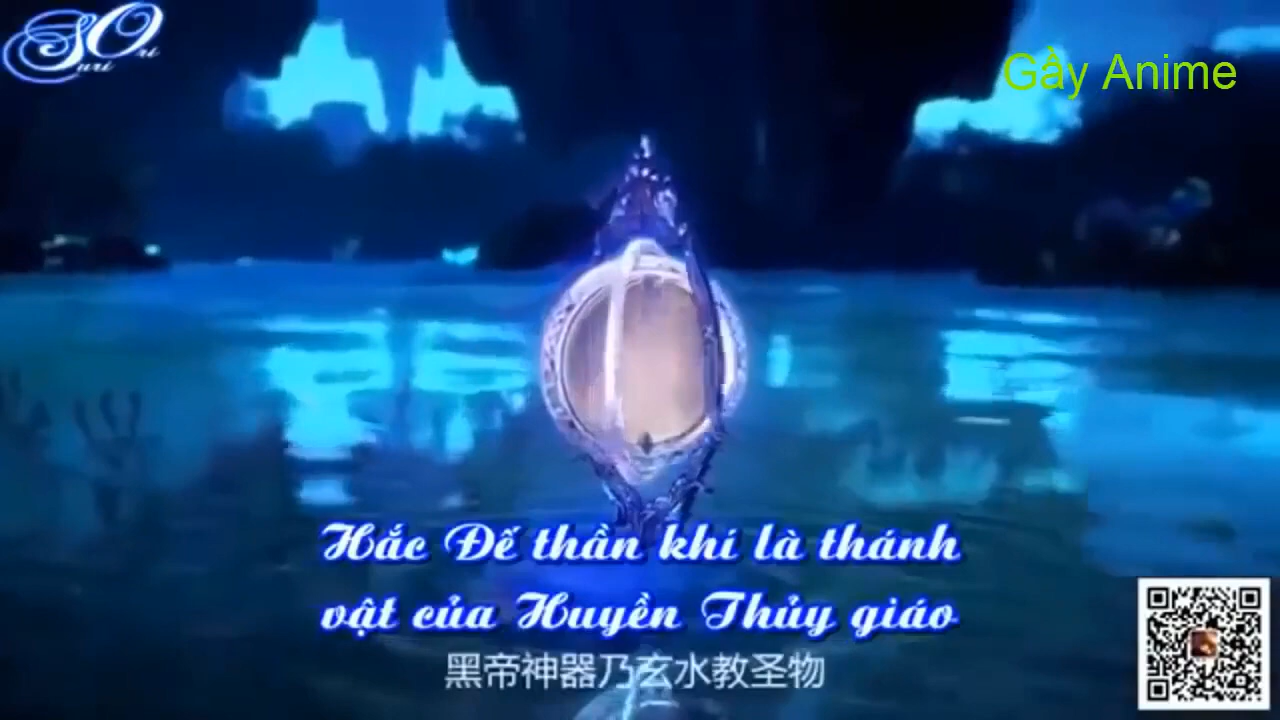 SuriOri
Gầy Anime
Hắc Đế thần khí là thánh
vật của Huyền Thủy giáo
黑帝神器乃玄水教圣物